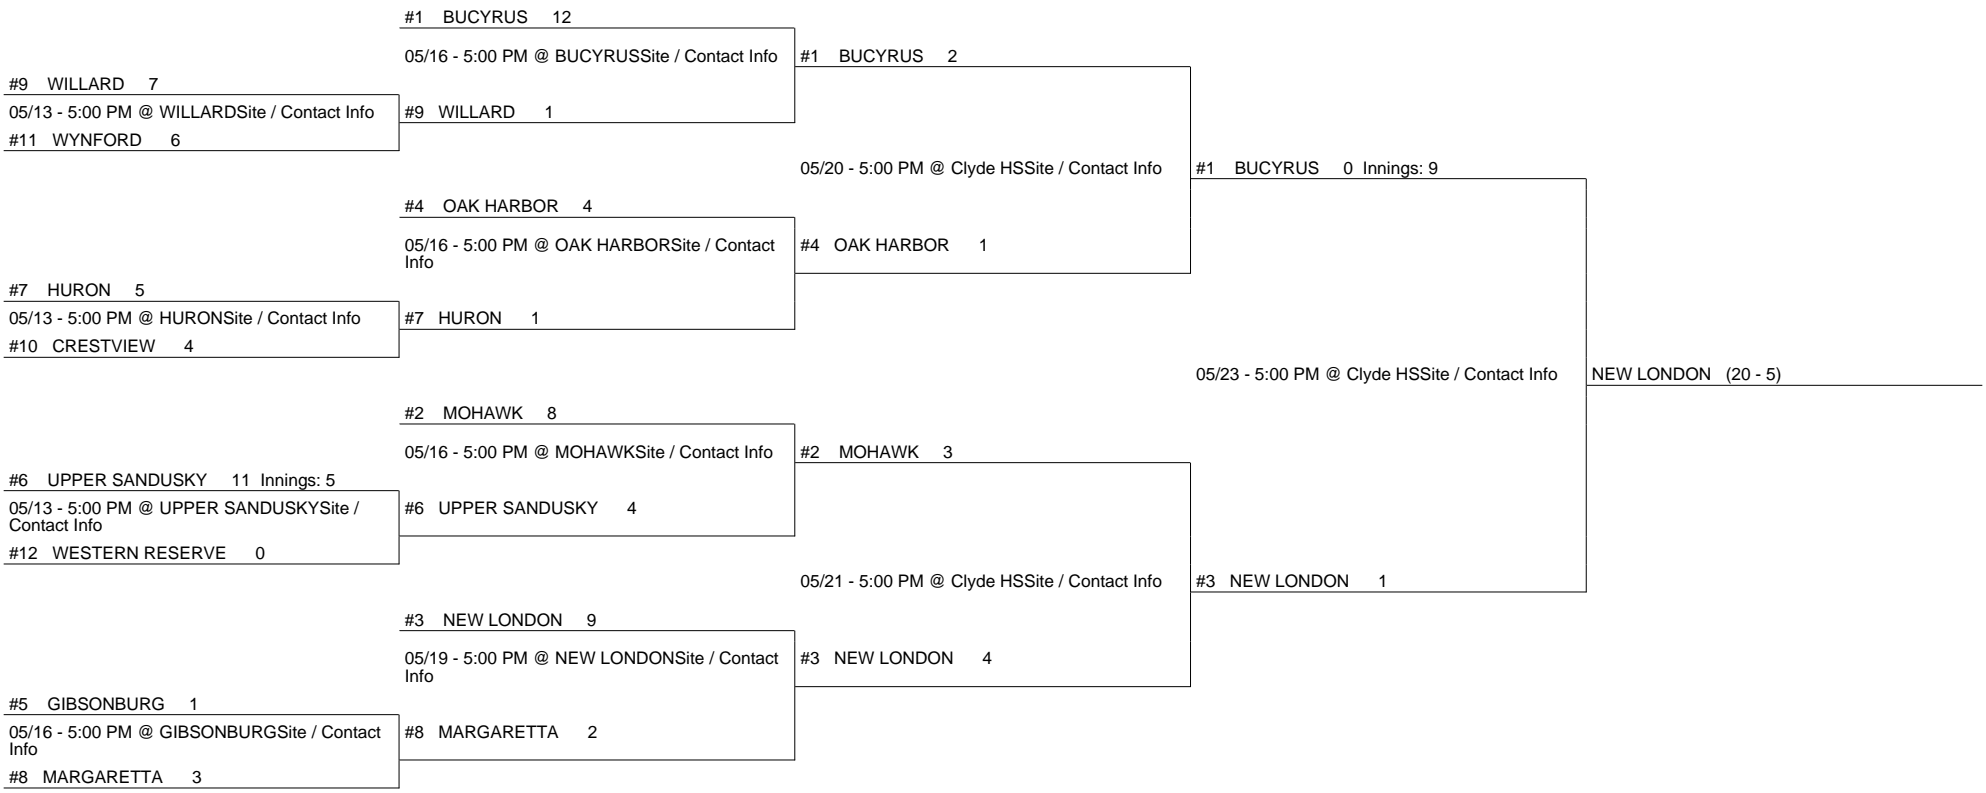 #1 BUCYRUS 12
05/16 - 5:00 PM @ BUCYRUSSite / Contact Info
#1 BUCYRUS 2
#9 WILLARD 7
05/13 - 5:00 PM @ WILLARDSite / Contact Info
#9 WILLARD 1
#11 WYNFORD 6
05/20 - 5:00 PM @ Clyde HSSite / Contact Info
#1 BUCYRUS 0 Innings: 9
#4 OAK HARBOR 4
05/16 - 5:00 PM @ OAK HARBORSite / Contact
Info
#4 OAK HARBOR 1
#7 HURON 5
05/13 - 5:00 PM @ HURONSite / Contact Info
#7 HURON 1
#10 CRESTVIEW 4
05/23 - 5:00 PM @ Clyde HSSite / Contact Info
NEW LONDON (20 - 5)
#2 MOHAWK 8
05/16 - 5:00 PM @ MOHAWKSite / Contact Info
#2 MOHAWK 3
#6 UPPER SANDUSKY 11 Innings: 5
05/13 - 5:00 PM @ UPPER SANDUSKYSite /
Contact Info
#6 UPPER SANDUSKY 4
#12 WESTERN RESERVE 0
05/21 - 5:00 PM @ Clyde HSSite / Contact Info
#3 NEW LONDON 1
#3 NEW LONDON 9
05/19 - 5:00 PM @ NEW LONDONSite / Contact
Info
#3 NEW LONDON 4
#5 GIBSONBURG 1
05/16 - 5:00 PM @ GIBSONBURGSite / Contact
Info
#8 MARGARETTA 2
#8 MARGARETTA 3